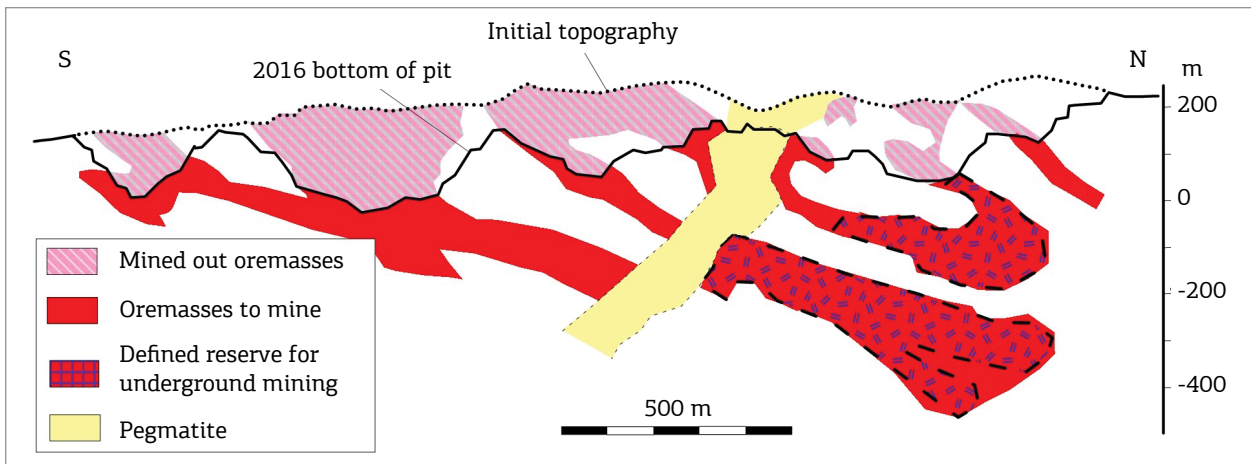 Initial topography
S
N
m
2016 bottom of pit
200
0
-200
-400
Mined out oremasses
Oremasses to mine
Defined reserve for
underground mining
Pegmatite
500 m